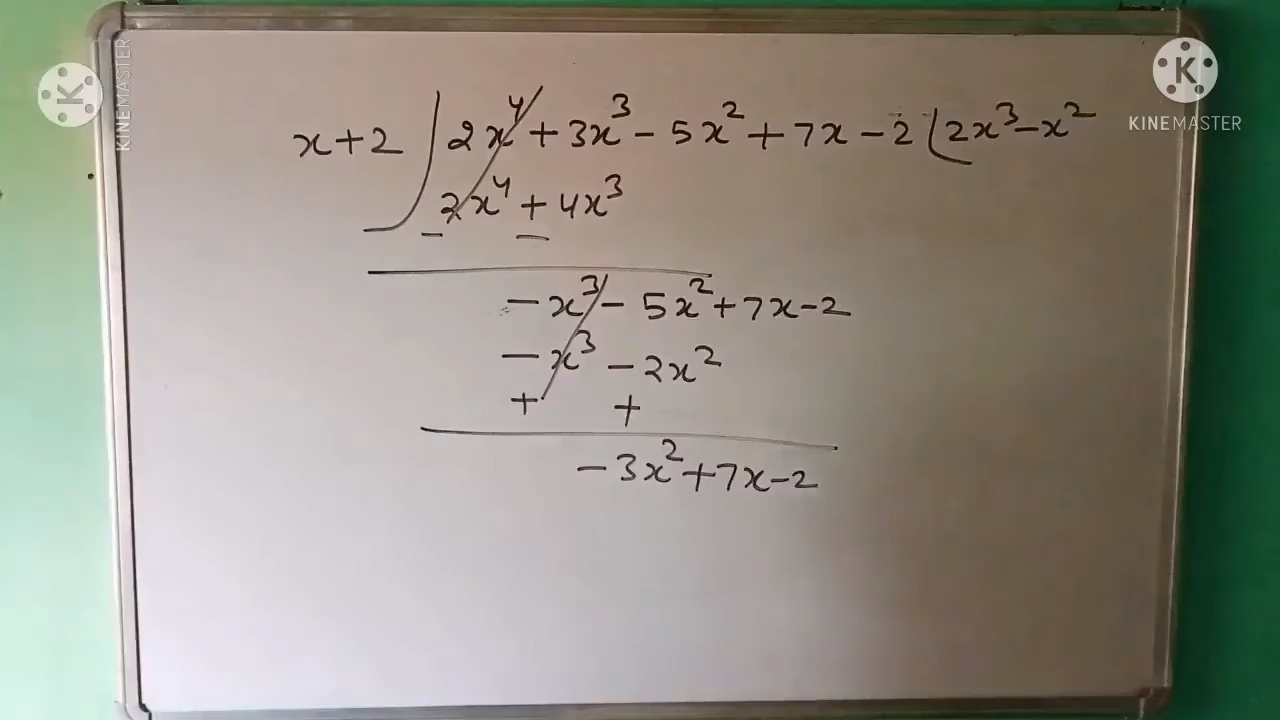 KINEMASTER
KINEMASTER
x+2 ) 2x⁴ + 3x³ - 5x² + 7x - 2 ( 2x³ - x²
2x⁴ + 4x³
- -
- x³ - 5x² + 7x - 2
- x³ - 2x²
+ +
- 3x² + 7x - 2